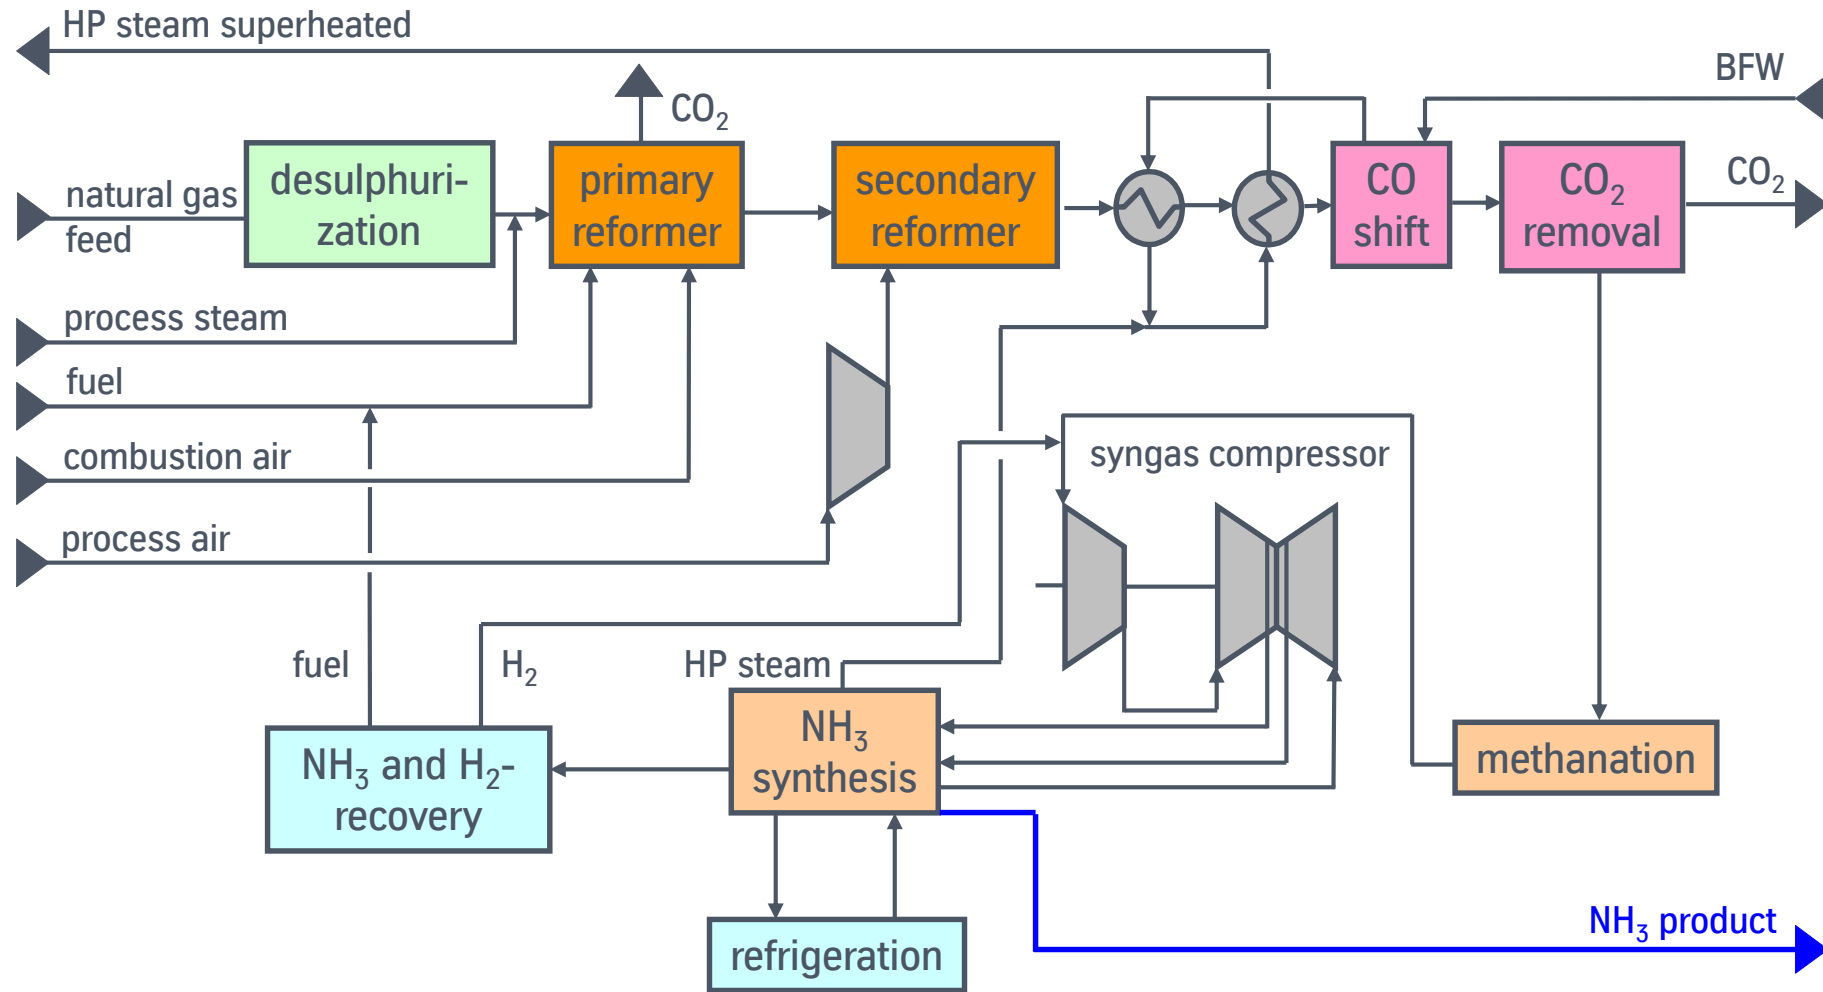 HP steam superheated
BFW
CO₂
desulphuri-
zation
primary
reformer
secondary
reformer
CO
shift
CO₂
removal
CO₂
natural gas
feed
process steam
fuel
combustion air
syngas compressor
process air
fuel
H₂
HP steam
NH₃
synthesis
NH₃ and H₂-
recovery
methanation
refrigeration
NH₃ product